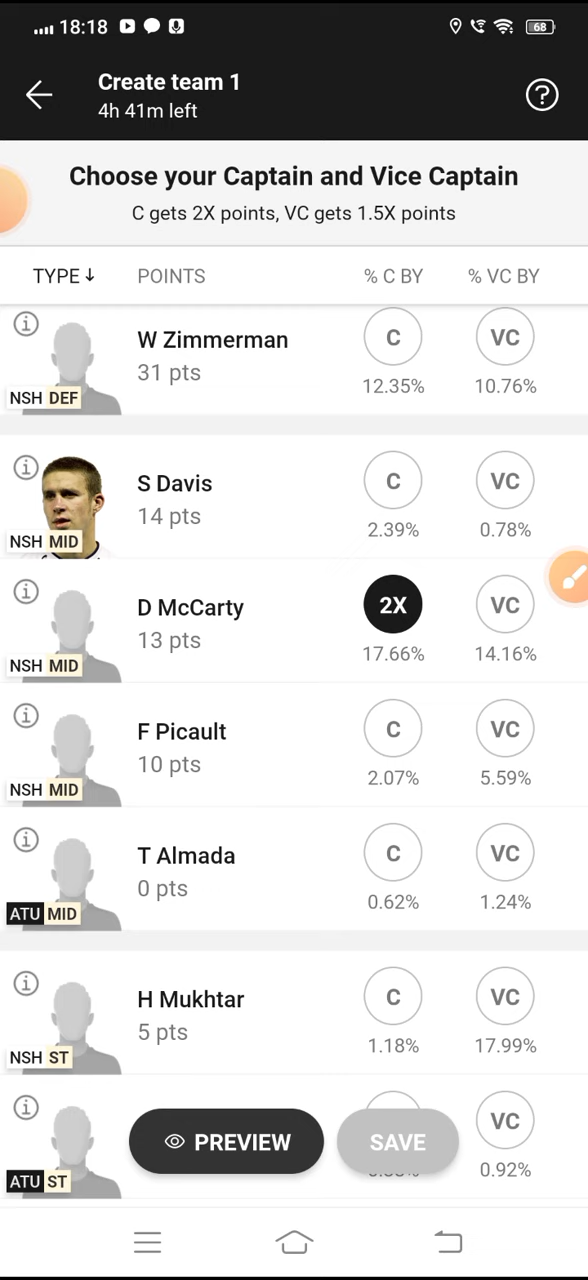 18:18
68
Create team 1
4h 41m left
Choose your Captain and Vice Captain
C gets 2X points, VC gets 1.5X points
TYPE↓ POINTS % C BY % VC BY
W Zimmerman
31 pts
C
VC
12.35% 10.76%
NSH DEF
S Davis
14 pts
C
VC
2.39% 0.78%
NSH MID
D McCarty
13 pts
2X
VC
17.66% 14.16%
NSH MID
F Picault
10 pts
C
VC
2.07% 5.59%
NSH MID
T Almada
0 pts
C
VC
0.62% 1.24%
ATU MID
H Mukhtar
5 pts
C
VC
1.18% 17.99%
NSH ST
VC
PREVIEW SAVE
0.92%
ATU ST